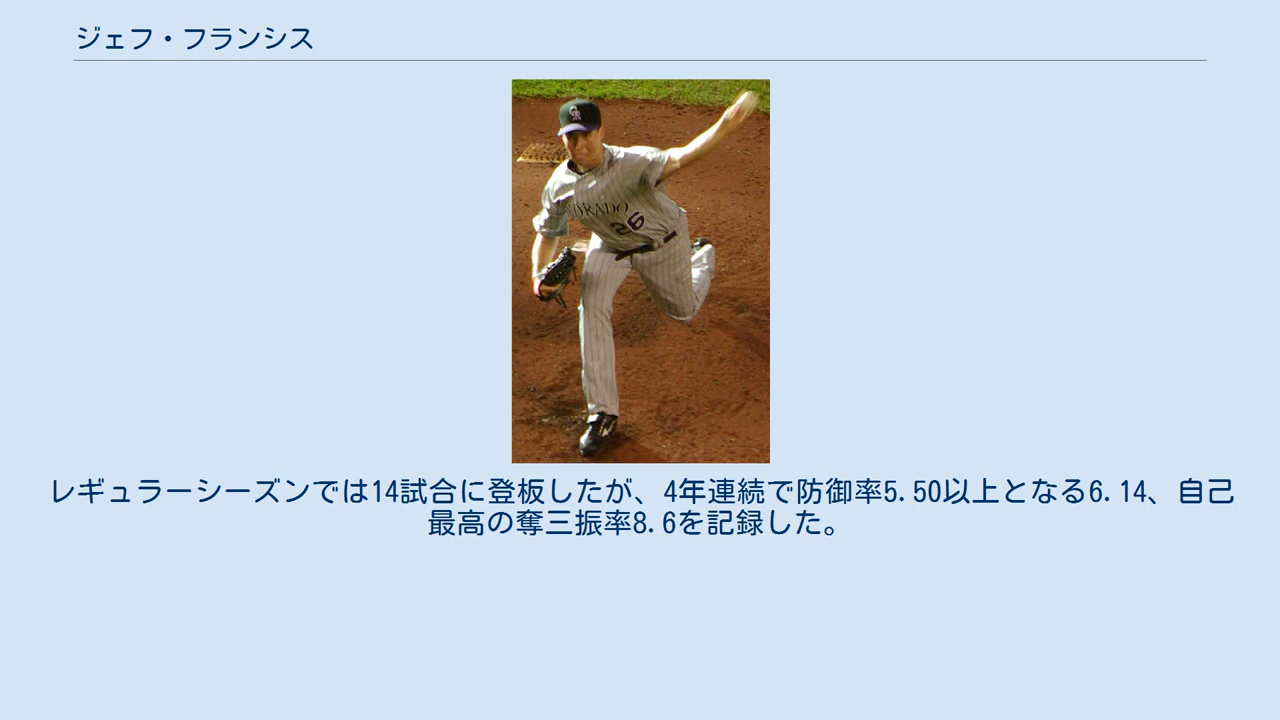 ジェフ・フランシス
ORADO
26
レギュラーシーズンでは14試合に登板したが、4年連続で防御率5.50以上となる6.14、自己
最高の奪三振率8.6を記録した。